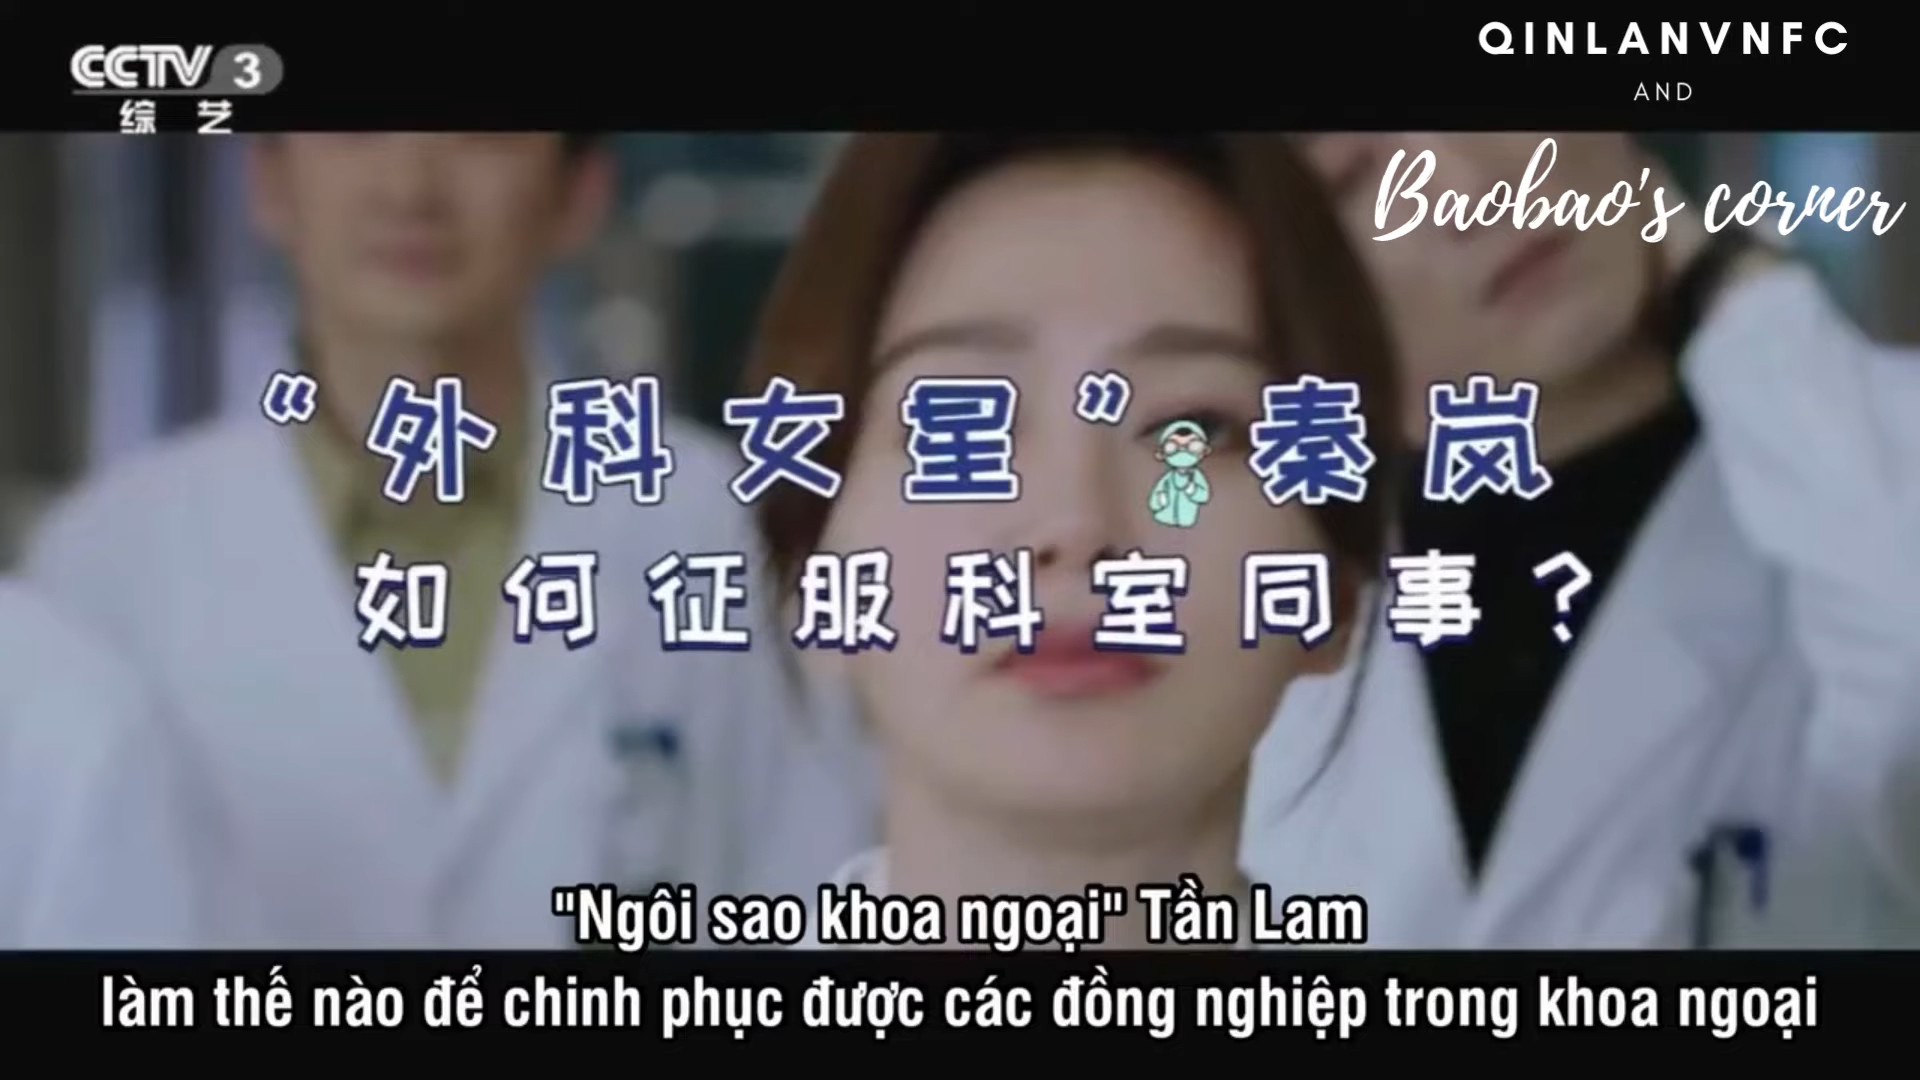 CCTV 3
综艺
QINLANVNFC
AND
Baobao's corner
“外科女星”秦岚
如何征服科室同事？
"Ngôi sao khoa ngoại" Tần Lam
làm thế nào để chinh phục được các đồng nghiệp trong khoa ngoại